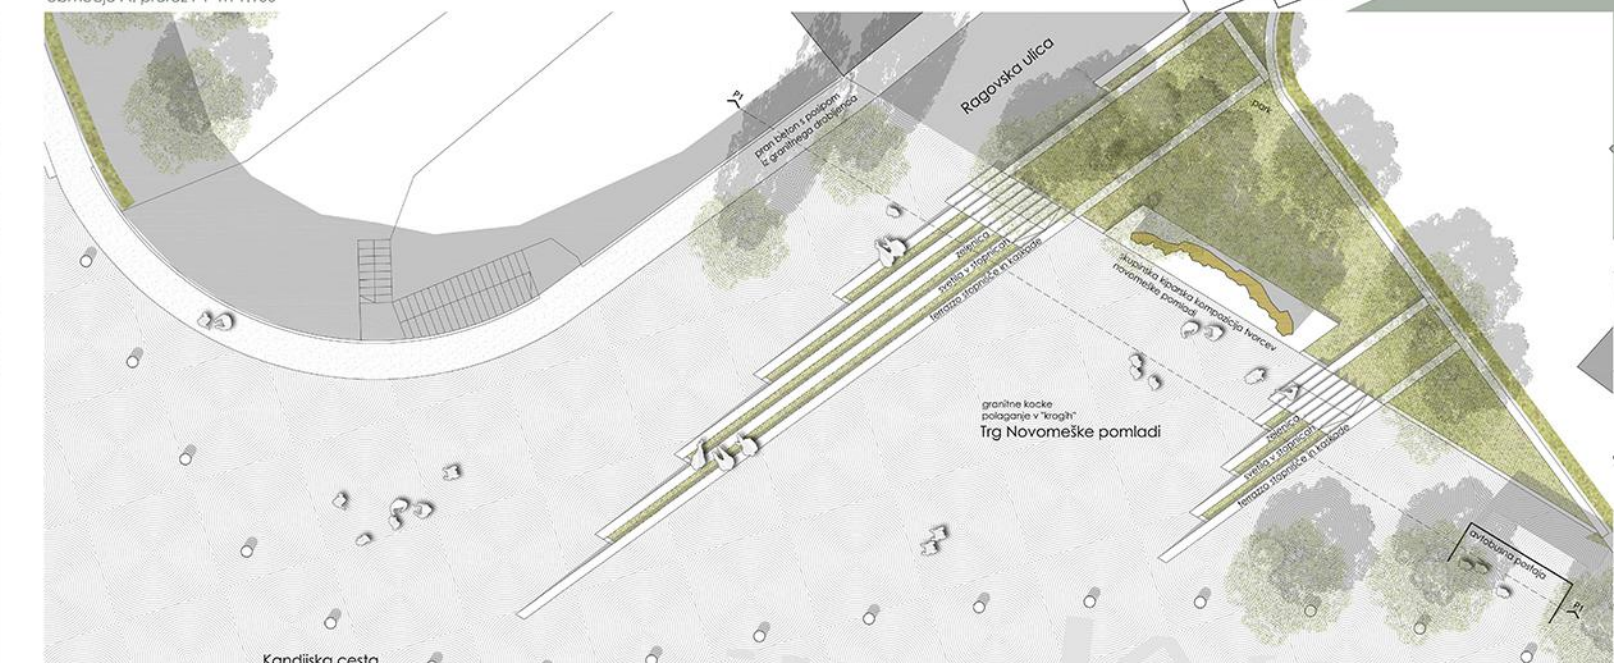 Ragovska ulica
park
P1
pran beton s posipom
iz granitnega drobljenca
zelenica
svetila v stopnicah
terrazzo stopnišče in kaskade
skupinska kiparska kompozicija tvorcev
novomeške pomladi
granitne kocke
polaganje v "krogih"
Trg Novomeške pomladi
zelenica
svetila v stopnicah
terrazzo stopnišče in kaskade
avtobusna postaja
P1
Kandijska cesta